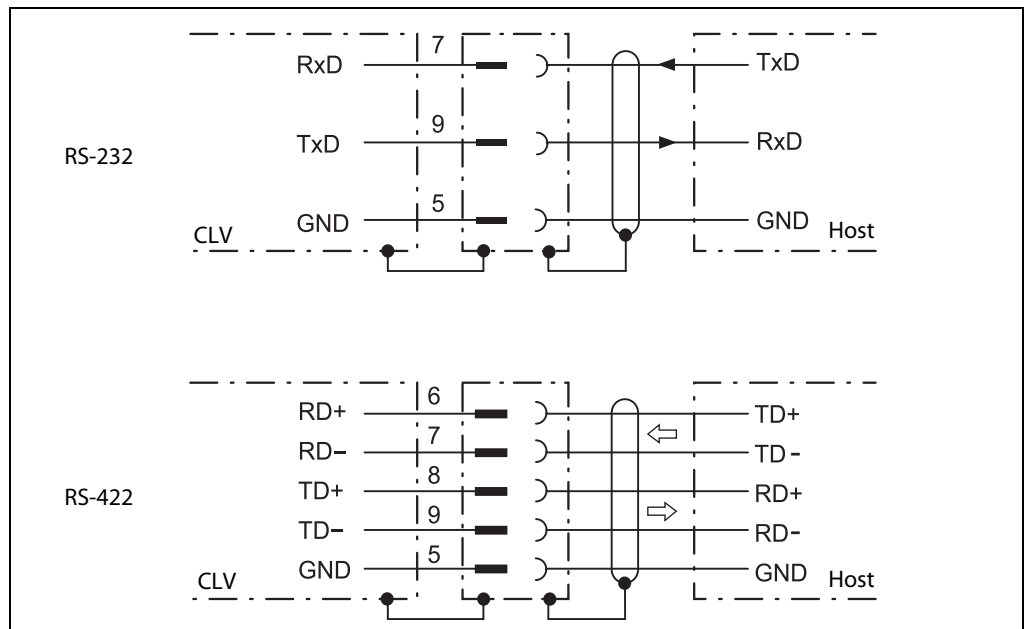 7
RxD TxD
9
TxD RxD
RS-232
5
GND GND
CLV Host
6
RD+ TD+
7
RD– TD-
8
TD+ RD+
RS-422
9
TD– RD-
5
GND GND
CLV Host